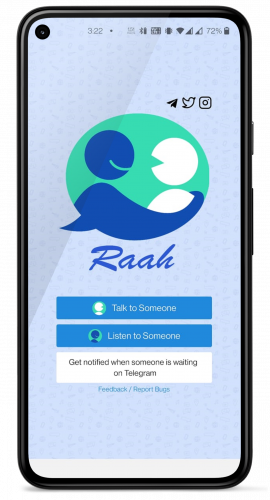 3:22
72%
Raah
Talk to Someone
Listen to Someone
Get notified when someone is waiting
on Telegram
Feedback / Report Bugs